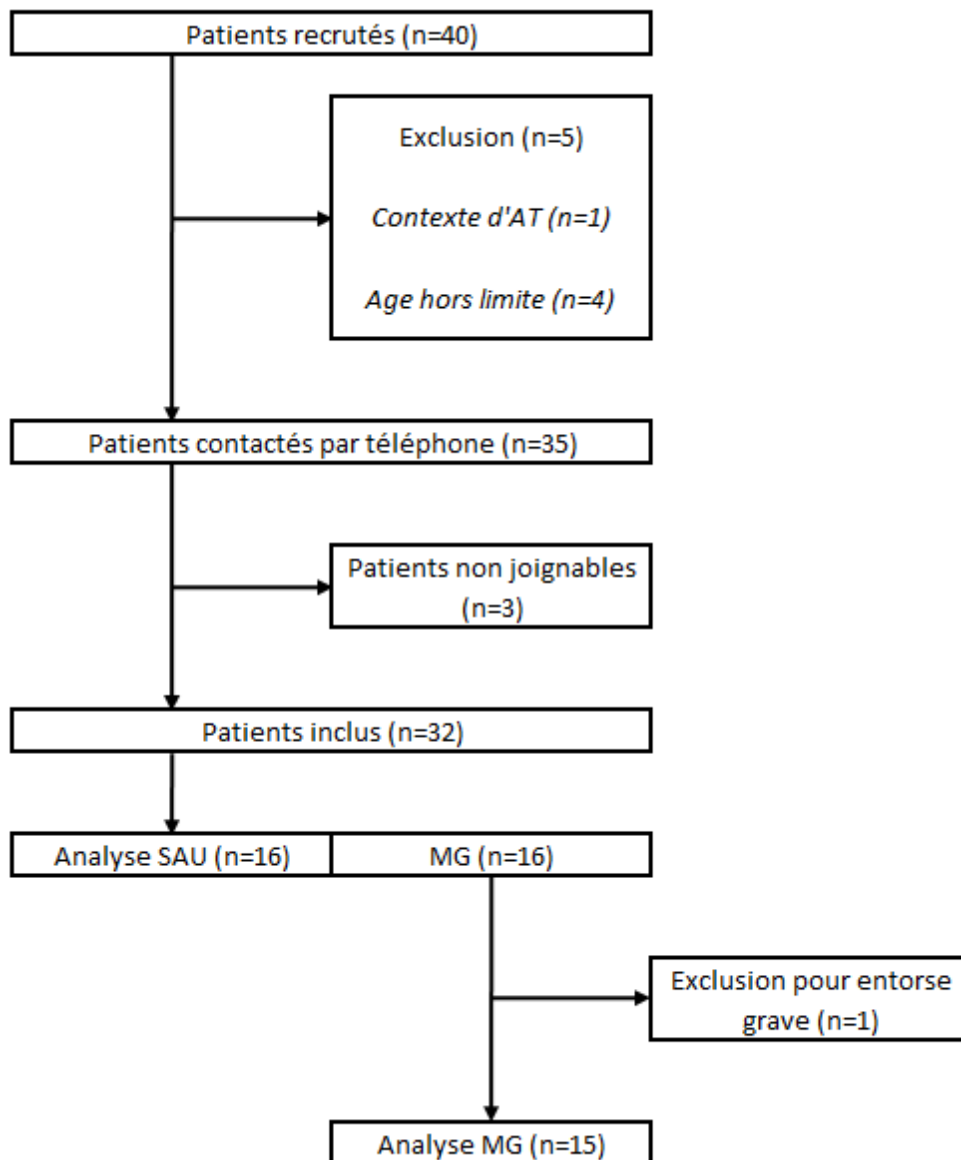 Patients recrutés (n=40)
Exclusion (n=5)
Contexte d'AT (n=1)
Age hors limite (n=4)
Patients contactés par téléphone (n=35)
Patients non joignables
(n=3)
Patients inclus (n=32)
Analyse SAU (n=16)
MG (n=16)
Exclusion pour entorse
grave (n=1)
Analyse MG (n=15)